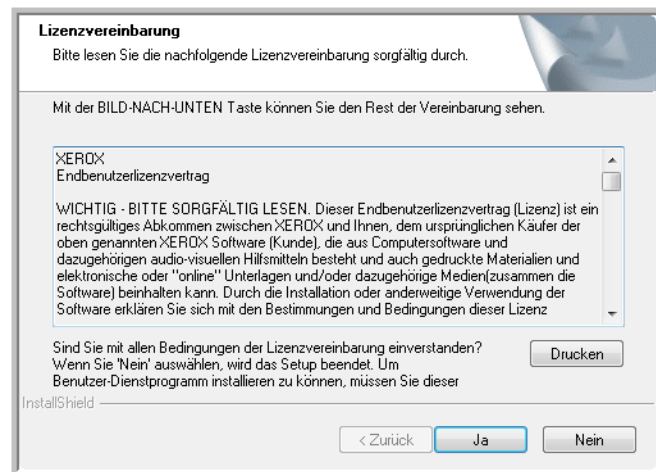 Lizenzvereinbarung
Bitte lesen Sie die nachfolgende Lizenzvereinbarung sorgfältig durch.
Mit der BILD-NACH-UNTEN Taste können Sie den Rest der Vereinbarung sehen.
XEROX
Endbenutzerlizenzvertrag
WICHTIG - BITTE SORGFÄLTIG LESEN. Dieser Endbenutzerlizenzvertrag (Lizenz) ist ein
rechtsgültiges Abkommen zwischen XEROX und Ihnen, dem ursprünglichen Käufer der
oben genannten XEROX Software (Kunde), die aus Computersoftware und
dazugehörigen audio-visuellen Hilfsmitteln besteht und auch gedruckte Materialien und
elektronische oder "online" Unterlagen und/oder dazugehörige Medien(zusammen die
Software) beinhalten kann. Durch die Installation oder anderweitige Verwendung der
Software erklären Sie sich mit den Bestimmungen und Bedingungen dieser Lizenz
Sind Sie mit allen Bedingungen der Lizenzvereinbarung einverstanden?
Wenn Sie 'Nein' auswählen, wird das Setup beendet. Um
Benutzer-Dienstprogramm installieren zu können, müssen Sie dieser
Drucken
InstallShield
< Zurück
Ja
Nein